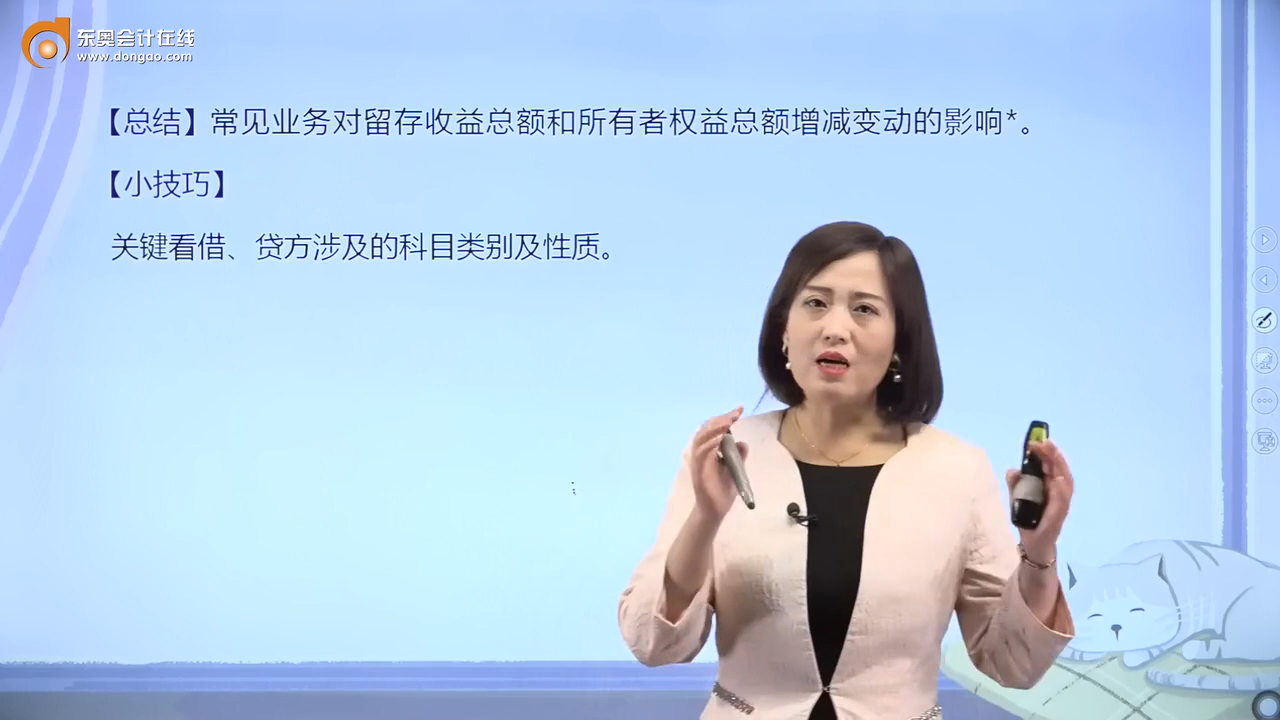 东奥会计在线
www.dongao.com
【总结】常见业务对留存收益总额和所有者权益总额增减变动的影响*。
【小技巧】
关键看借、贷方涉及的科目类别及性质。